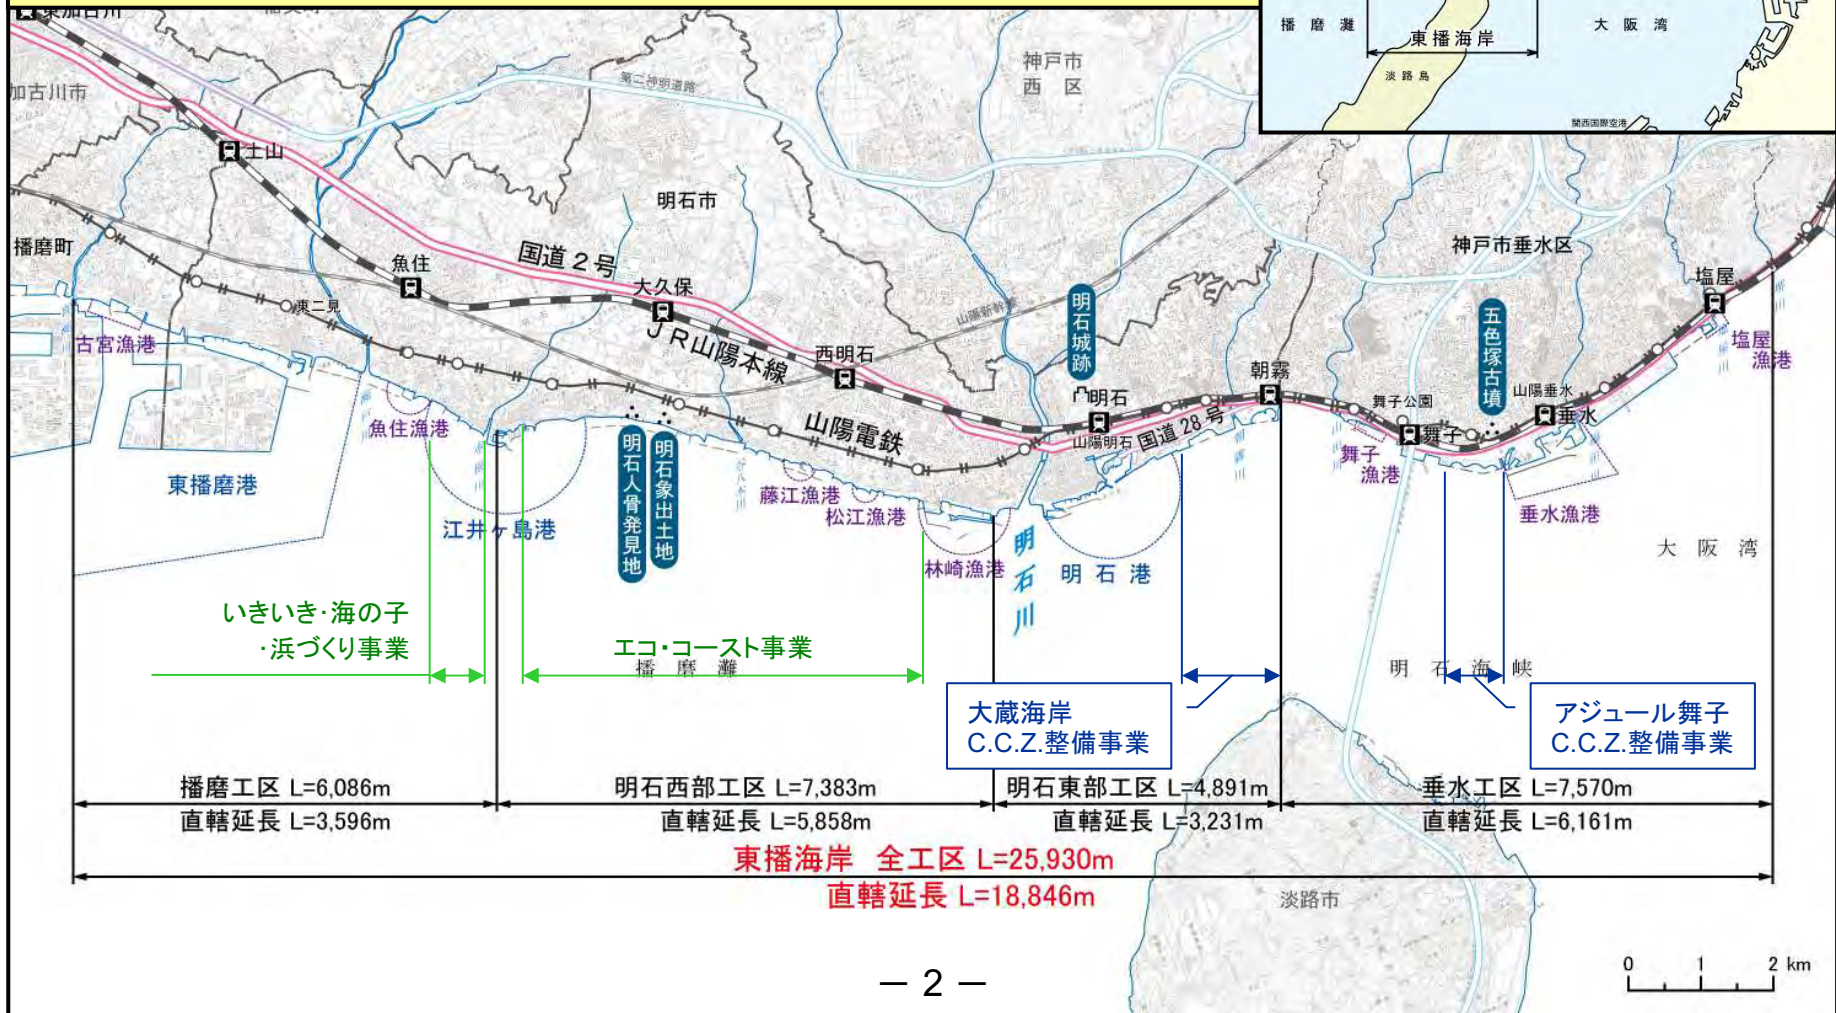 東加古川
播磨灘
東播海岸
大阪湾
淡路島
関西国際空港
加古川市
第二神明道路
神戸市
西区
土山
明石市
播磨町
魚住
東二見
国道2号
大久保
JR山陽本線
西明石
山陽新幹線
明石城跡
明石
山陽明石
国道28号
朝霧
神戸市垂水区
舞子公園
舞子
五色塚古墳
山陽垂水
垂水
塩屋
塩屋
漁港
古宮漁港
魚住漁港
東播磨港
江井ヶ島港
明石人骨発見地
明石象出土地
山陽電鉄
藤江漁港
松江漁港
林崎漁港
明石川
明石港
舞子
漁港
垂水漁港
大阪湾
いきいき・海の子
・浜づくり事業
エコ・コースト事業
播磨灘
明石海峡
大蔵海岸
C.C.Z.整備事業
アジュール舞子
C.C.Z.整備事業
播磨工区 L=6,086m
直轄延長 L=3,596m
明石西部工区 L=7,383m
直轄延長 L=5,858m
明石東部工区 L=4,891m
直轄延長 L=3,231m
垂水工区 L=7,570m
直轄延長 L=6,161m
東播海岸 全工区 L=25,930m
直轄延長 L=18,846m
淡路市
0 1 2 km
－ 2 －